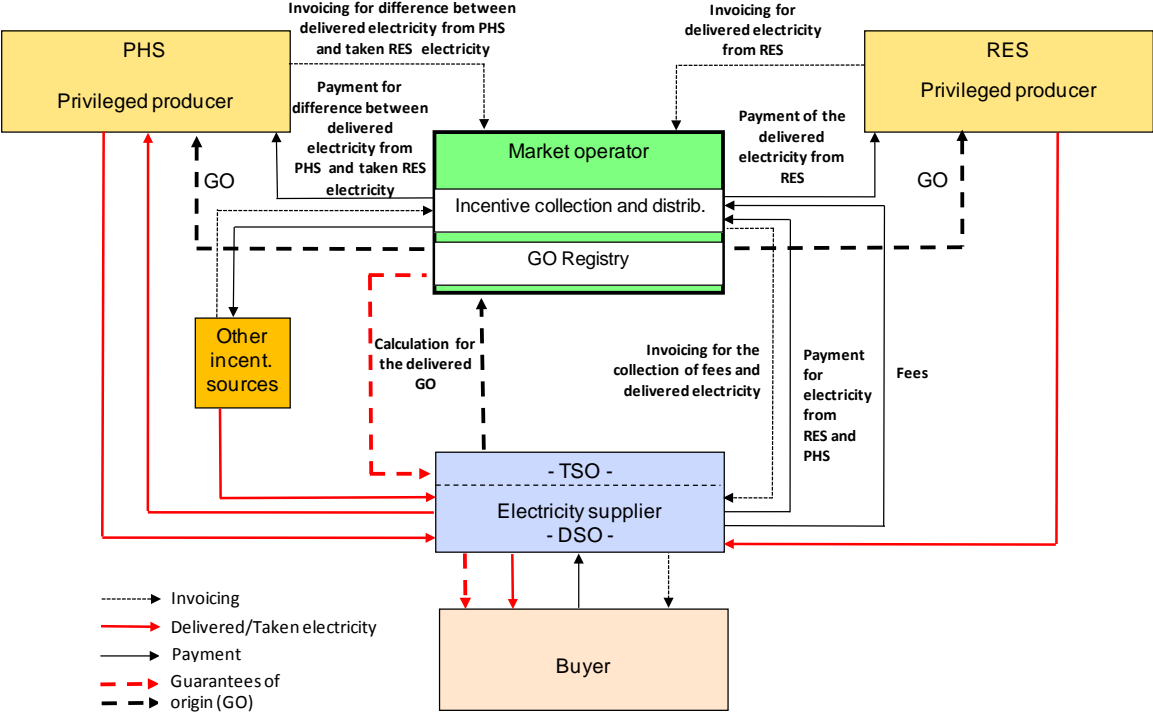 Invoicing for difference between
delivered electricity from PHS
and taken RES electricity
Invoicing for
delivered electricity
from RES
PHS
Privileged producer
RES
Privileged producer
Payment for
difference between
delivered
electricity from
PHS and taken RES
electricity
Payment of the
delivered
electricity from
RES
Market operator
Incentive collection and distrib.
GO Registry
GO
GO
Other
incent.
sources
Calculation for
the delivered
GO
Invoicing for the
collection of fees and
delivered electricity
Payment
for
electricity
from
RES and
PHS
Fees
- TSO -
Electricity supplier
- DSO -
Buyer
Invoicing
Delivered/Taken electricity
Payment
Guarantees of
origin (GO)